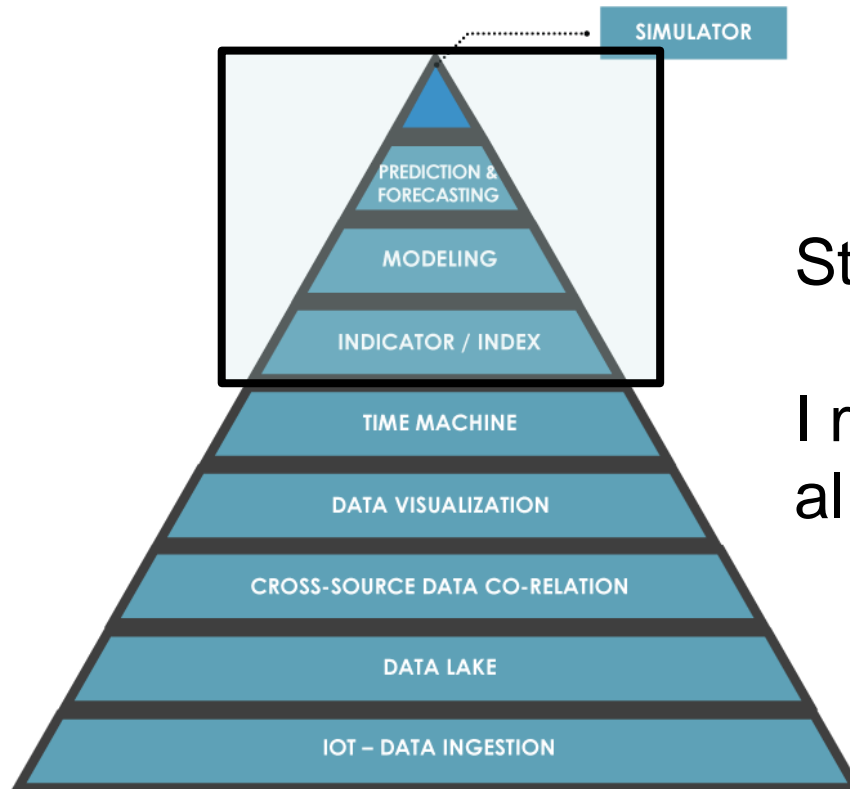 SIMULATOR
PREDICTION &
FORECASTING
MODELING
INDICATOR / INDEX
TIME MACHINE
DATA VISUALIZATION
CROSS-SOURCE DATA CO-RELATION
DATA LAKE
IOT – DATA INGESTION